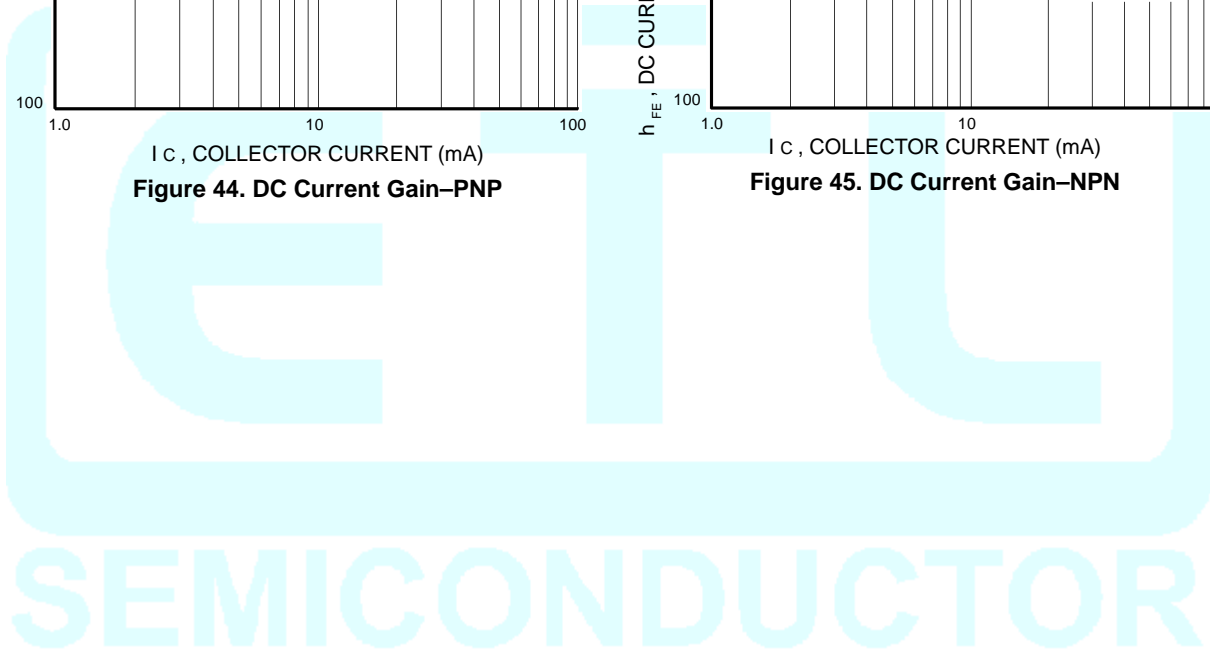 100
1.0 10 100
I C , COLLECTOR CURRENT (mA)
Figure 44. DC Current Gain–PNP
h FE , DC
100
1.0 10
I C , COLLECTOR CURRENT (mA)
Figure 45. DC Current Gain–NPN
ETL
SEMICONDUCTOR